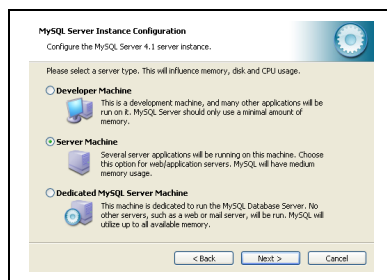 MySQL Server Instance Configuration
Configure the MySQL Server 4.1 server instance.
Please select a server type. This will influence memory, disk and CPU usage.
Developer Machine
This is a development machine, and many other applications will be
run on it. MySQL Server should only use a minimal amount of
memory.
Server Machine
Several server applications will be running on this machine. Choose
this option for web/application servers. MySQL will have medium
memory usage.
Dedicated MySQL Server Machine
This machine is dedicated to run the MySQL Database Server. No
other servers, such as a web or mail server, will be run. MySQL will
utilize up to all available memory.
< Back
Next >
Cancel